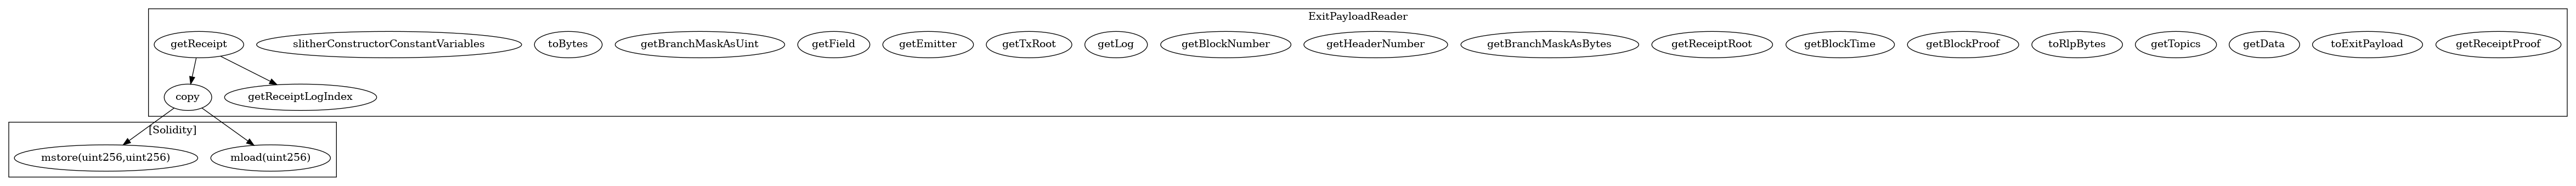 ExitPayloadReader
getReceipt
slitherConstructorConstantVariables
toBytes
getBranchMaskAsUint
getField
getEmitter
getTxRoot
getLog
getBlockNumber
getHeaderNumber
getBranchMaskAsBytes
getReceiptRoot
getBlockTime
getBlockProof
toRlpBytes
getTopics
getData
toExitPayload
getReceiptProof
copy
getReceiptLogIndex
[Solidity]
mstore(uint256,uint256)
mload(uint256)